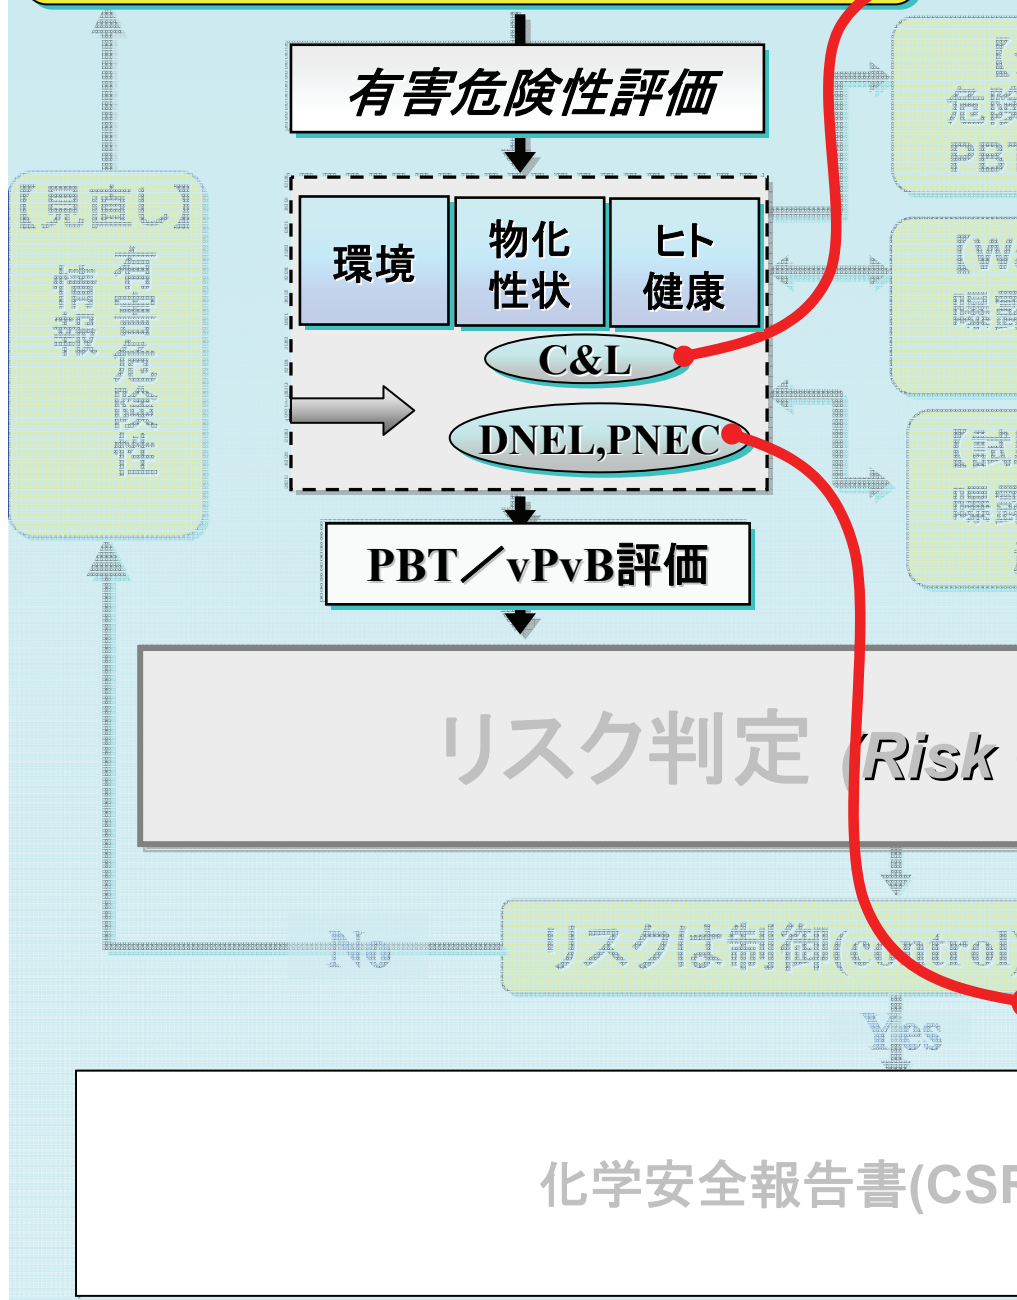 有害危険性評価
環境
物化
性状
ヒト
健康
C&L
DNEL,PNEC
PBT／vPvB評価
【見直し】
有害危険性
情報
危険
PBT
リスク判定 (Risk
No
リスクは制御(control)
Yes
化学安全報告書(CSR